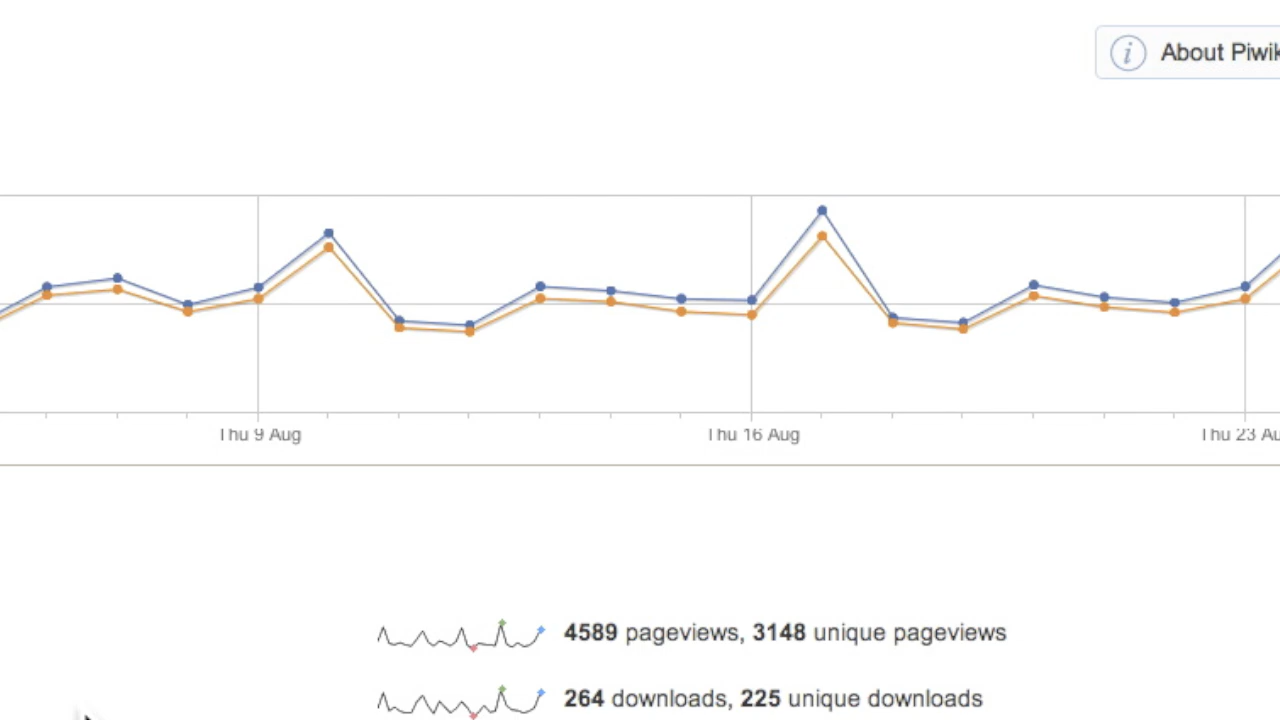 About Piwik
Thu 9 Aug Thu 16 Aug Thu 23 Au
4589 pageviews, 3148 unique pageviews
264 downloads, 225 unique downloads